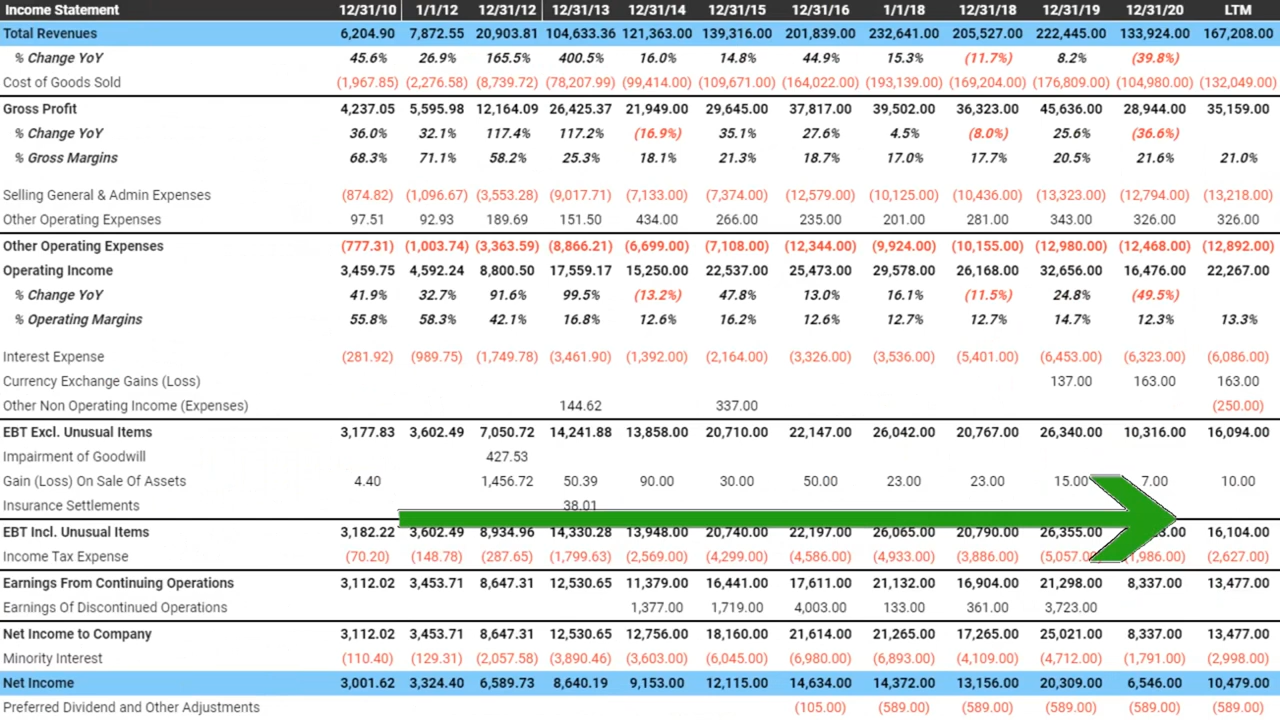 Income Statement 12/31/10 1/1/12 12/31/12 12/31/13 12/31/14 12/31/15 12/31/16 1/1/18 12/31/18 12/31/19 12/31/20 LTM
Total Revenues 6,204.90 7,872.55 20,903.81 104,633.36 121,363.00 139,316.00 201,839.00 232,641.00 205,527.00 222,445.00 133,924.00 167,208.00
% Change YoY 45.6% 26.9% 165.5% 400.5% 16.0% 14.8% 44.9% 15.3% (11.7%) 8.2% (39.8%)
Cost of Goods Sold (1,967.85) (2,276.58) (8,739.72) (78,207.99) (99,414.00) (109,671.00) (164,022.00) (193,139.00) (169,204.00) (176,809.00) (104,980.00) (132,049.00)
Gross Profit 4,237.05 5,595.98 12,164.09 26,425.37 21,949.00 29,645.00 37,817.00 39,502.00 36,323.00 45,636.00 28,944.00 35,159.00
% Change YoY 36.0% 32.1% 117.4% 117.2% (16.9%) 35.1% 27.6% 4.5% (8.0%) 25.6% (36.6%)
% Gross Margins 68.3% 71.1% 58.2% 25.3% 18.1% 21.3% 18.7% 17.0% 17.7% 20.5% 21.6% 21.0%
Selling General & Admin Expenses (874.82) (1,096.67) (3,553.28) (9,017.71) (7,133.00) (7,374.00) (12,579.00) (10,125.00) (10,436.00) (13,323.00) (12,794.00) (13,218.00)
Other Operating Expenses 97.51 92.93 189.69 151.50 434.00 266.00 235.00 201.00 281.00 343.00 326.00 326.00
Other Operating Expenses (777.31) (1,003.74) (3,363.59) (8,866.21) (6,699.00) (7,108.00) (12,344.00) (9,924.00) (10,155.00) (12,980.00) (12,468.00) (12,892.00)
Operating Income 3,459.75 4,592.24 8,800.50 17,559.17 15,250.00 22,537.00 25,473.00 29,578.00 26,168.00 32,656.00 16,476.00 22,267.00
% Change YoY 41.9% 32.7% 91.6% 99.5% (13.2%) 47.8% 13.0% 16.1% (11.5%) 24.8% (49.5%)
% Operating Margins 55.8% 58.3% 42.1% 16.8% 12.6% 16.2% 12.6% 12.7% 12.7% 14.7% 12.3% 13.3%
Interest Expense (281.92) (989.75) (1,749.78) (3,461.90) (1,392.00) (2,164.00) (3,326.00) (3,536.00) (5,401.00) (6,453.00) (6,323.00) (6,086.00)
Currency Exchange Gains (Loss) 137.00 163.00 163.00
Other Non Operating Income (Expenses) 144.62 337.00 (250.00)
EBT Excl. Unusual Items 3,177.83 3,602.49 7,050.72 14,241.88 13,858.00 20,710.00 22,147.00 26,042.00 20,767.00 26,340.00 10,316.00 16,094.00
Impairment of Goodwill 427.53
Gain (Loss) On Sale Of Assets 4.40 1,456.72 50.39 90.00 30.00 50.00 23.00 23.00 15.00 7.00 10.00
Insurance Settlements 38.01
EBT Incl. Unusual Items 3,182.22 3,602.49 8,934.96 14,330.28 13,948.00 20,740.00 22,197.00 26,065.00 20,790.00 26,355.00 16,104.00
Income Tax Expense (70.20) (148.78) (287.65) (1,799.63) (2,569.00) (4,299.00) (4,586.00) (4,933.00) (3,886.00) (5,057.00) (1,986.00) (2,627.00)
Earnings From Continuing Operations 3,112.02 3,453.71 8,647.31 12,530.65 11,379.00 16,441.00 17,611.00 21,132.00 16,904.00 21,298.00 8,337.00 13,477.00
Earnings Of Discontinued Operations 1,377.00 1,719.00 4,003.00 133.00 361.00 3,723.00
Net Income to Company 3,112.02 3,453.71 8,647.31 12,530.65 12,756.00 18,160.00 21,614.00 21,265.00 17,265.00 25,021.00 8,337.00 13,477.00
Minority Interest (110.40) (129.31) (2,057.58) (3,890.46) (3,603.00) (6,045.00) (6,980.00) (6,893.00) (4,109.00) (4,712.00) (1,791.00) (2,998.00)
Net Income 3,001.62 3,324.40 6,589.73 8,640.19 9,153.00 12,115.00 14,634.00 14,372.00 13,156.00 20,309.00 6,546.00 10,479.00
Preferred Dividend and Other Adjustments (105.00) (589.00) (589.00) (589.00) (589.00) (589.00)